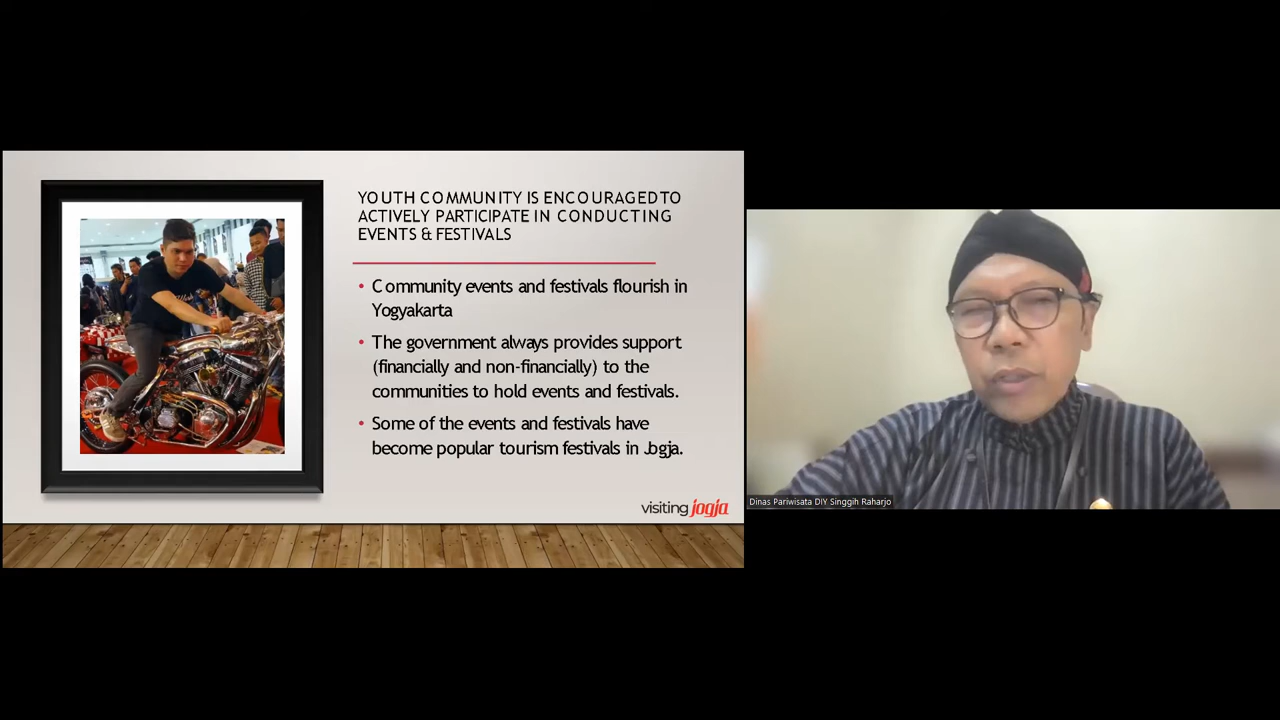 YOUTH COMMUNITY IS ENCOURAGED TO
ACTIVELY PARTICIPATE IN CONDUCTING
EVENTS & FESTIVALS
• Community events and festivals flourish in
Yogyakarta
• The government always provides support
(financially and non-financially) to the
communities to hold events and festivals.
• Some of the events and festivals have
become popular tourism festivals in Jogja.
visiting jogja
Dinas Pariwisata DIY Singgih Raharjo